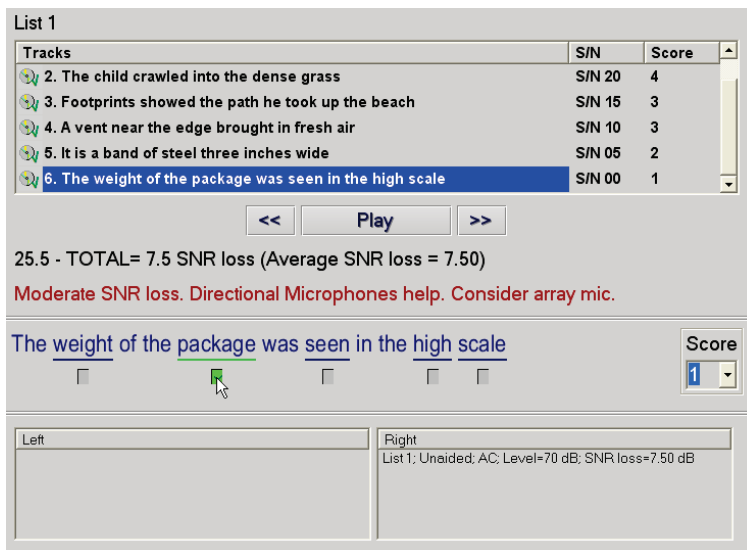 List 1
Tracks S/N Score
2. The child crawled into the dense grass S/N 20 4
3. Footprints showed the path he took up the beach S/N 15 3
4. A vent near the edge brought in fresh air S/N 10 3
5. It is a band of steel three inches wide S/N 05 2
6. The weight of the package was seen in the high scale S/N 00 1
<< Play >>
25.5 - TOTAL= 7.5 SNR loss (Average SNR loss = 7.50)
Moderate SNR loss. Directional Microphones help. Consider array mic.
The weight of the package was seen in the high scale
Score
1
Left
Right
List 1; Unaided; AC; Level=70 dB; SNR loss=7.50 dB